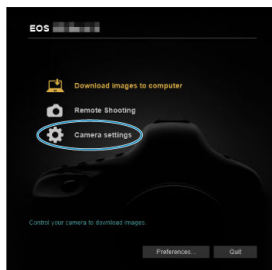 EOS
Download images to computer
Remote Shooting
Camera settings
Control your camera to download images.
Preferences... Quit